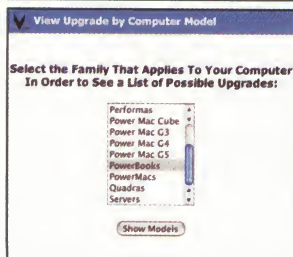 View Upgrade by Computer Model
Select the Family That Applies To Your Computer
In Order to See a List of Possible Upgrades:
Performas
Power Mac Cube
Power Mac G3
Power Mac G4
Power Mac G5
PowerBooks
PowerMacs
Quadras
Servers
Show Models